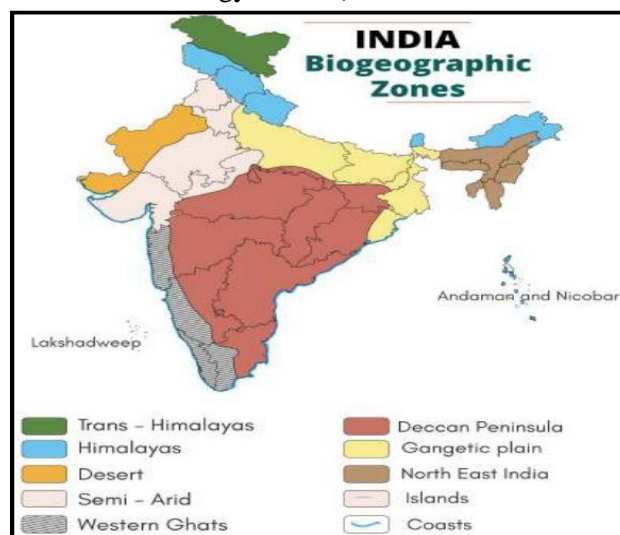 INDIA
Biogeographic
Zones
Andaman and Nicobar
Lakshadweep
Trans - Himalayas
Himalayas
Desert
Semi - Arid
Western Ghats
Deccan Peninsula
Gangetic plain
North East India
Islands
Coasts